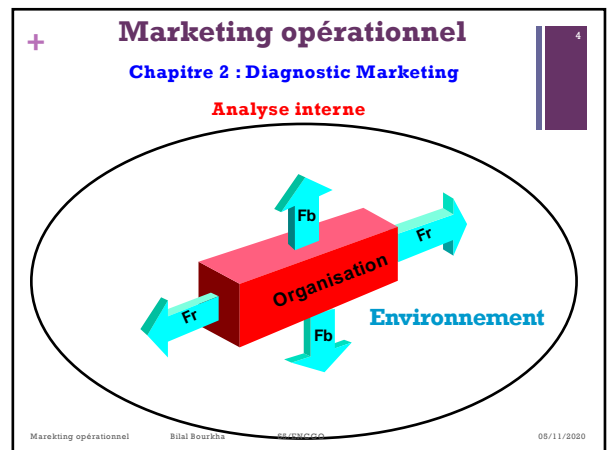 +
Marketing opérationnel
4
Chapitre 2 : Diagnostic Marketing
Analyse interne
Fb
Fr
Organisation
Fr
Environnement
Fb
Marekting opérationnel Bilal Bourkha 05/11/2020